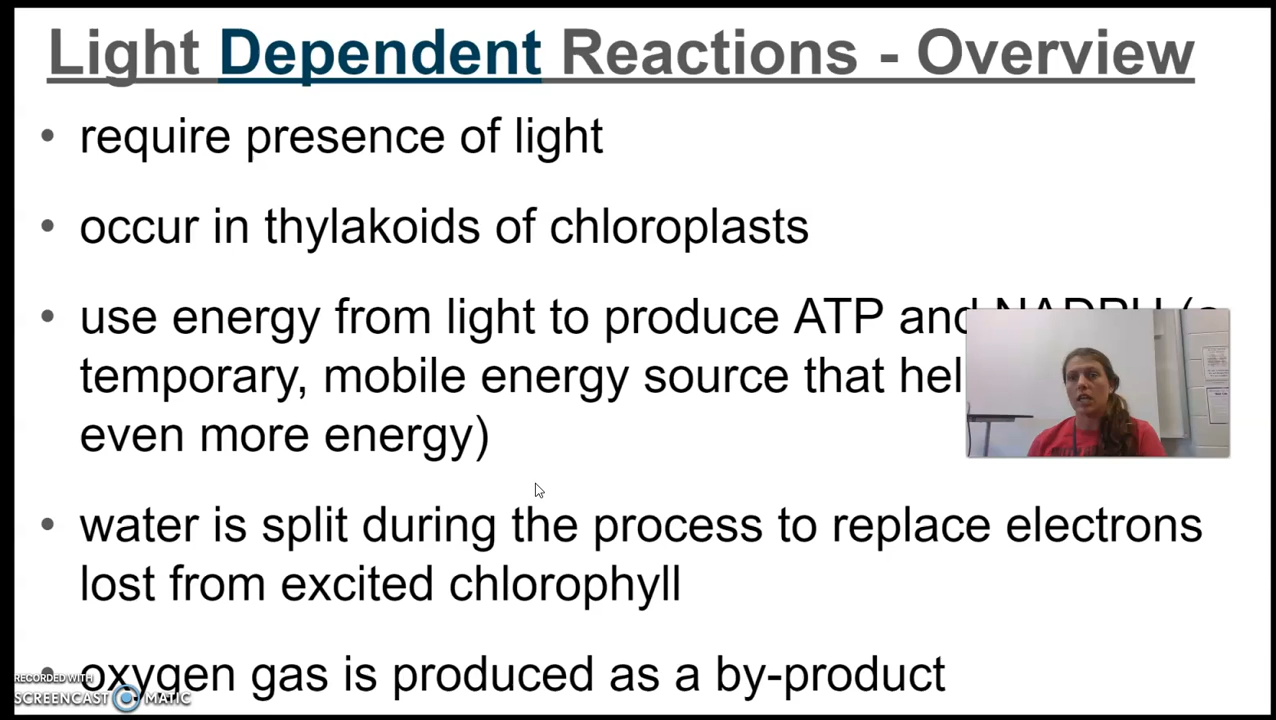 Light Dependent Reactions - Overview
• require presence of light
• occur in thylakoids of chloroplasts
• use energy from light to produce ATP and NADPH (a
temporary, mobile energy source that hel
even more energy)
• water is split during the process to replace electrons
lost from excited chlorophyll
• oxygen gas is produced as a by-product
RECORDED WITH
SCREENCAST MATIC